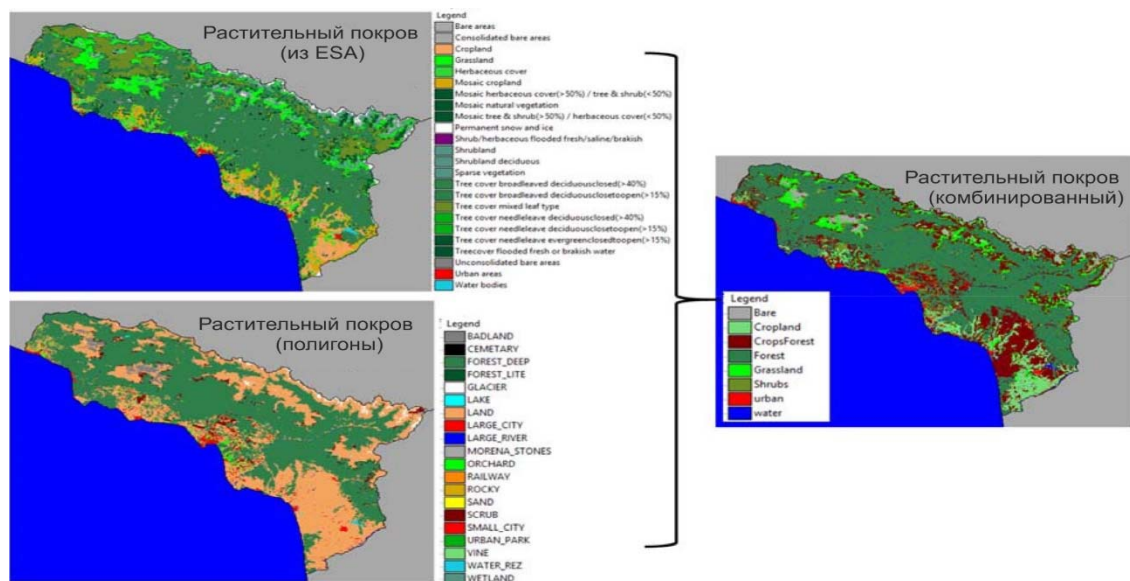 Растительный покров
(из ESA)
Legend
Bare areas
Consolidated bare areas
Cropland
Grassland
Herbaceous cover
Mosaic cropland
Mosaic herbaceous cover(>50%) / tree & shrub(<50%)
Mosaic natural vegetation
Mosaic tree & shrub(>50%) / herbaceous cover(<50%)
Permanent snow and ice
Shrub/herbaceous flooded fresh/saline/brakish
Shrubland
Shrubland deciduous
Sparse vegetation
Tree cover broadleaved deciduousclosed(>40%)
Tree cover broadleaved deciduousclosetoopen(>15%)
Tree cover mixed leaf type
Tree cover needleleave deciduousclosed(>40%)
Tree cover needleleave deciduousclosetoopen(>15%)
Tree cover needleleave evergreenclosedtoopen(>15%)
Treecover flooded fresh or brakish water
Unconsolidated bare areas
Urban areas
Water bodies
Растительный покров
(полигоны)
Legend
BADLAND
CEMETARY
FOREST_DEEP
FOREST_LITE
GLACIER
LAKE
LAND
LARGE_CITY
LARGE_RIVER
MORENA_STONES
ORCHARD
RAILWAY
ROCKY
SAND
SCRUB
SMALL_CITY
URBAN_PARK
VINE
WATER_REZ
WETLAND
Растительный покров
(комбинированный)
Legend
Bare
Cropland
CropsForest
Forest
Grassland
Shrubs
urban
water